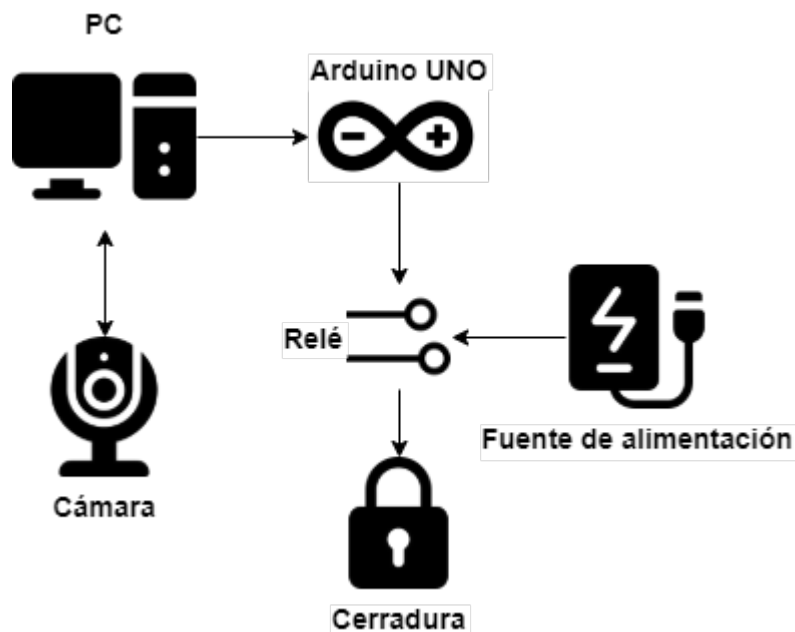 PC
Arduino UNO
Relé
Fuente de alimentación
Cámara
Cerradura